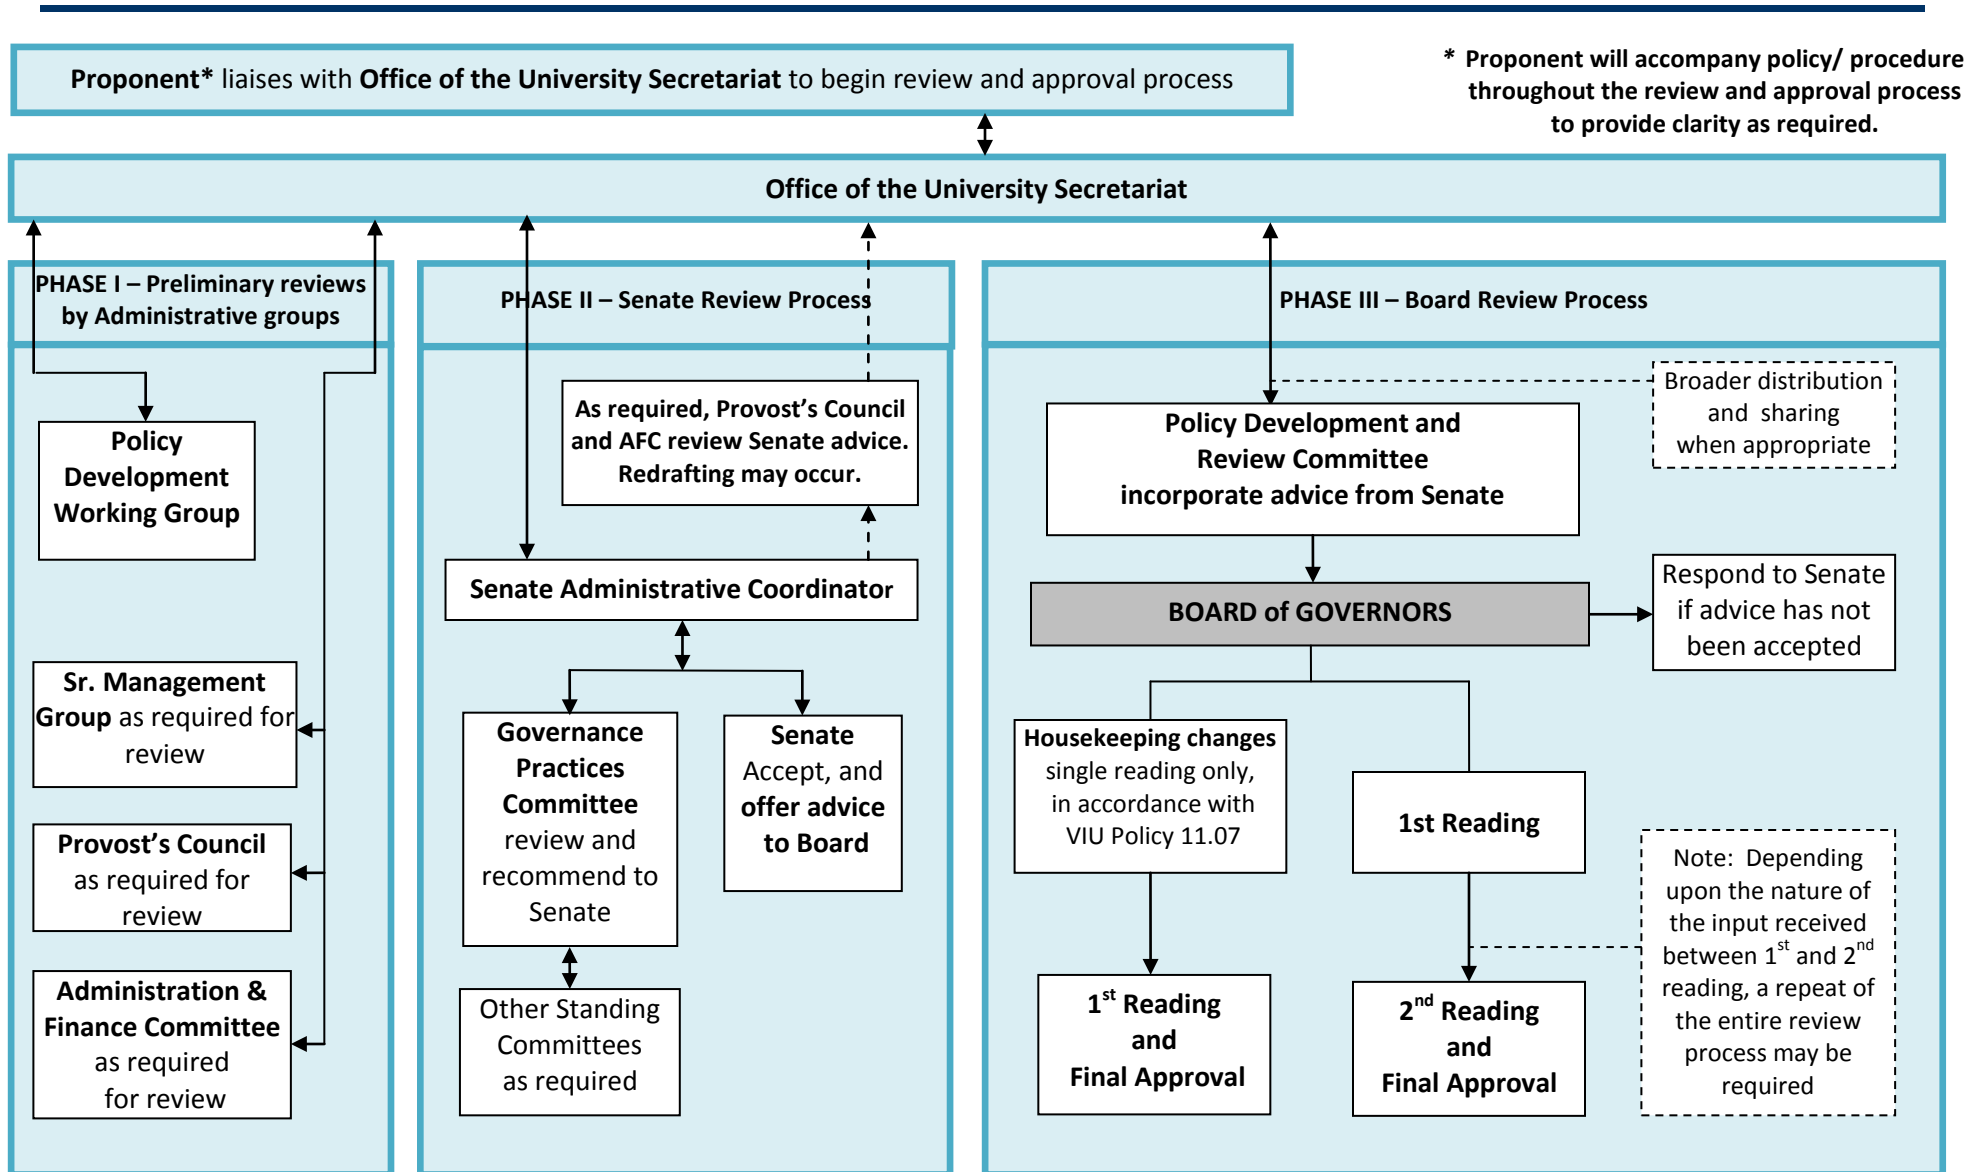 Proponent* liaises with Office of the University Secretariat to begin review and approval process
* Proponent will accompany policy/ procedure
throughout the review and approval process
to provide clarity as required.
Office of the University Secretariat
PHASE I – Preliminary reviews
by Administrative groups
Policy
Development
Working Group
Sr. Management
Group as required for
review
Provost’s Council
as required for
review
Administration &
Finance Committee
as required
for review
PHASE II – Senate Review Process
As required, Provost’s Council
and AFC review Senate advice.
Redrafting may occur.
Senate Administrative Coordinator
Governance
Practices
Committee
review and
recommend to
Senate
Senate
Accept, and
offer advice
to Board
Other Standing
Committees
as required
PHASE III – Board Review Process
Broader distribution
and sharing
when appropriate
Policy Development and
Review Committee
incorporate advice from Senate
BOARD of GOVERNORS
Respond to Senate
if advice has not
been accepted
Housekeeping changes
single reading only,
in accordance with
VIU Policy 11.07
1st Reading
Note: Depending
upon the nature of
the input received
between 1st and 2nd
reading, a repeat of
the entire review
process may be
required
1st Reading
and
Final Approval
2nd Reading
and
Final Approval